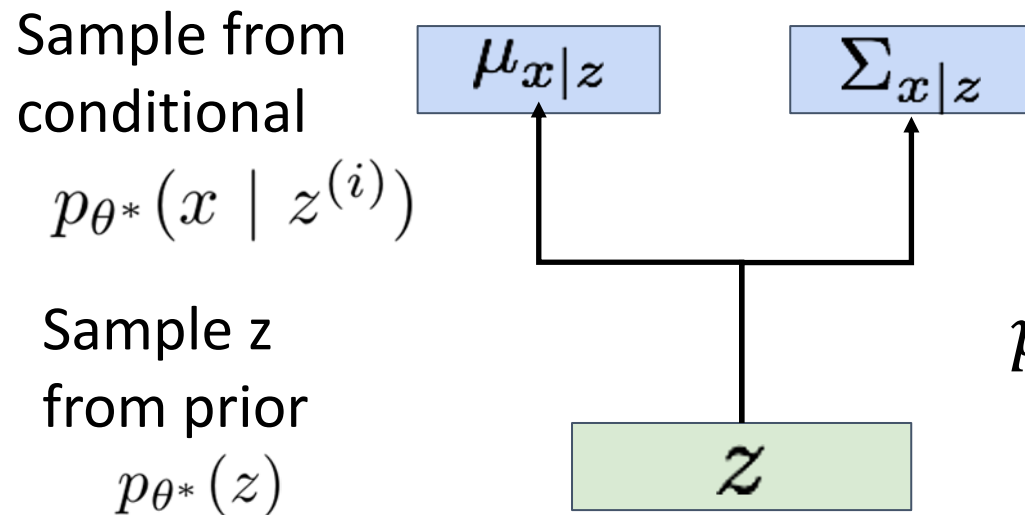 Sample from
conditional
p_{θ*}(x | z^{(i)})
Sample z
from prior
p_{θ*}(z)
μ_{x|z}
Σ_{x|z}
z